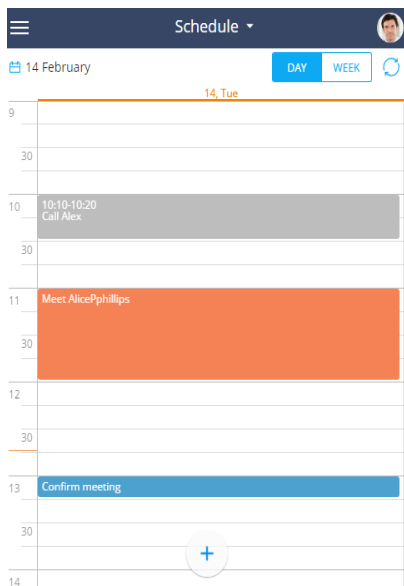 Schedule
14 February
DAY
WEEK
14, Tue
9
30
10
10:10-10:20
Call Alex
30
11
Meet AlicePphillips
30
12
30
13
Confirm meeting
30
14